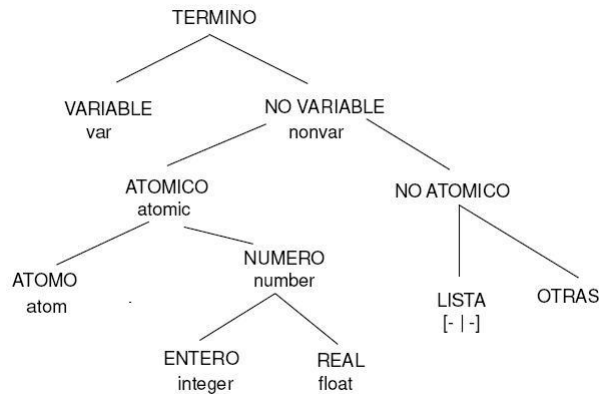 TERMINO
VARIABLE
var
NO VARIABLE
nonvar
ATOMICO
atomic
NO ATOMICO
ATOMO
atom
NUMERO
number
LISTA
[- | -]
OTRAS
ENTERO
integer
REAL
float